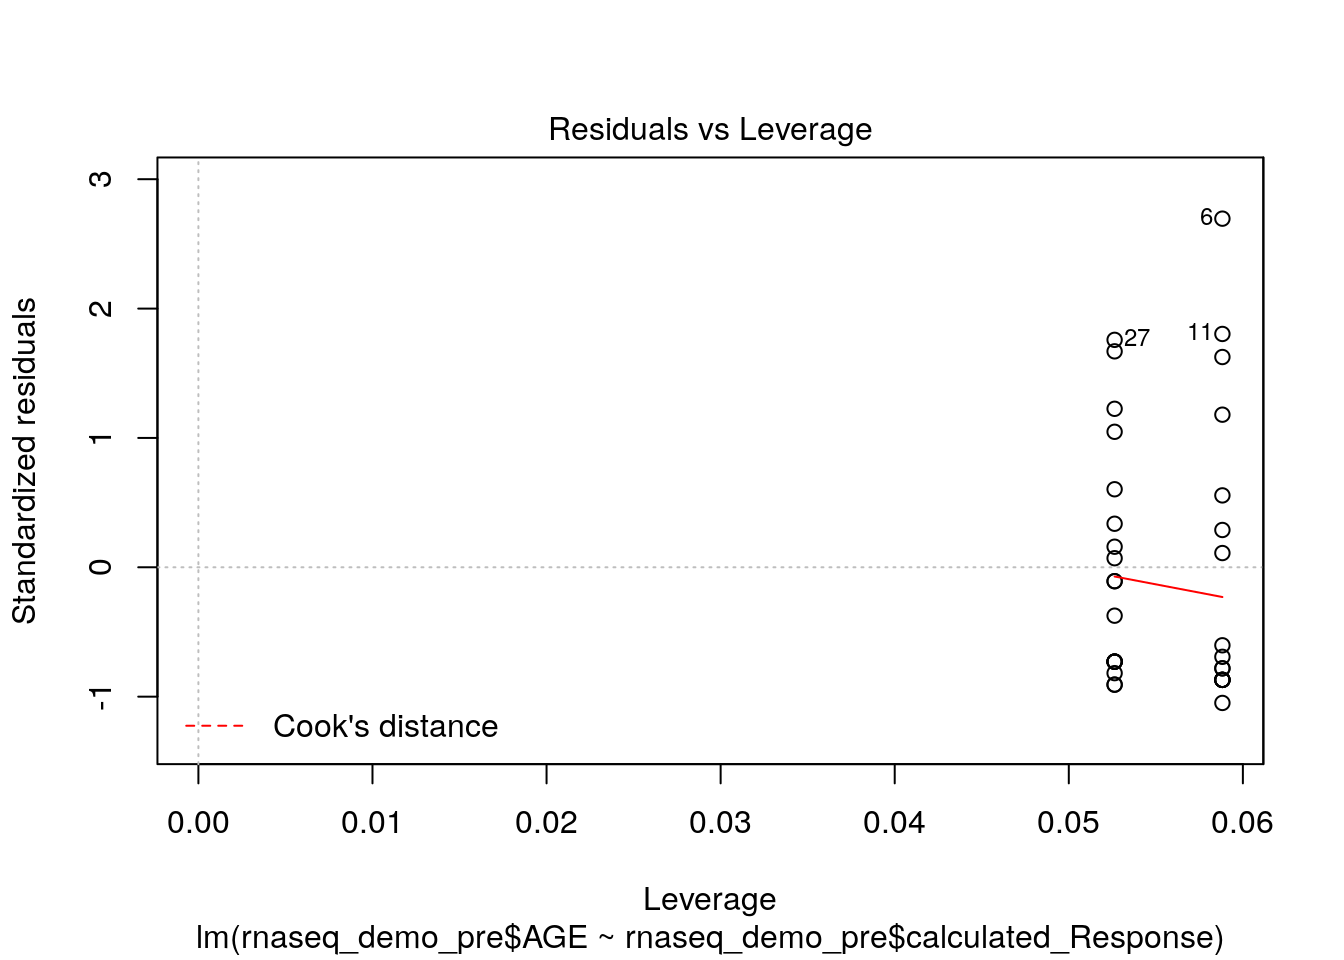 Residuals vs Leverage
Standardized residuals
3
2
1
0
-1
6
11
27
Cook's distance
0.00 0.01 0.02 0.03 0.04 0.05 0.06
Leverage
lm(rnaseq_demo_pre$AGE ~ rnaseq_demo_pre$calculated_Response)